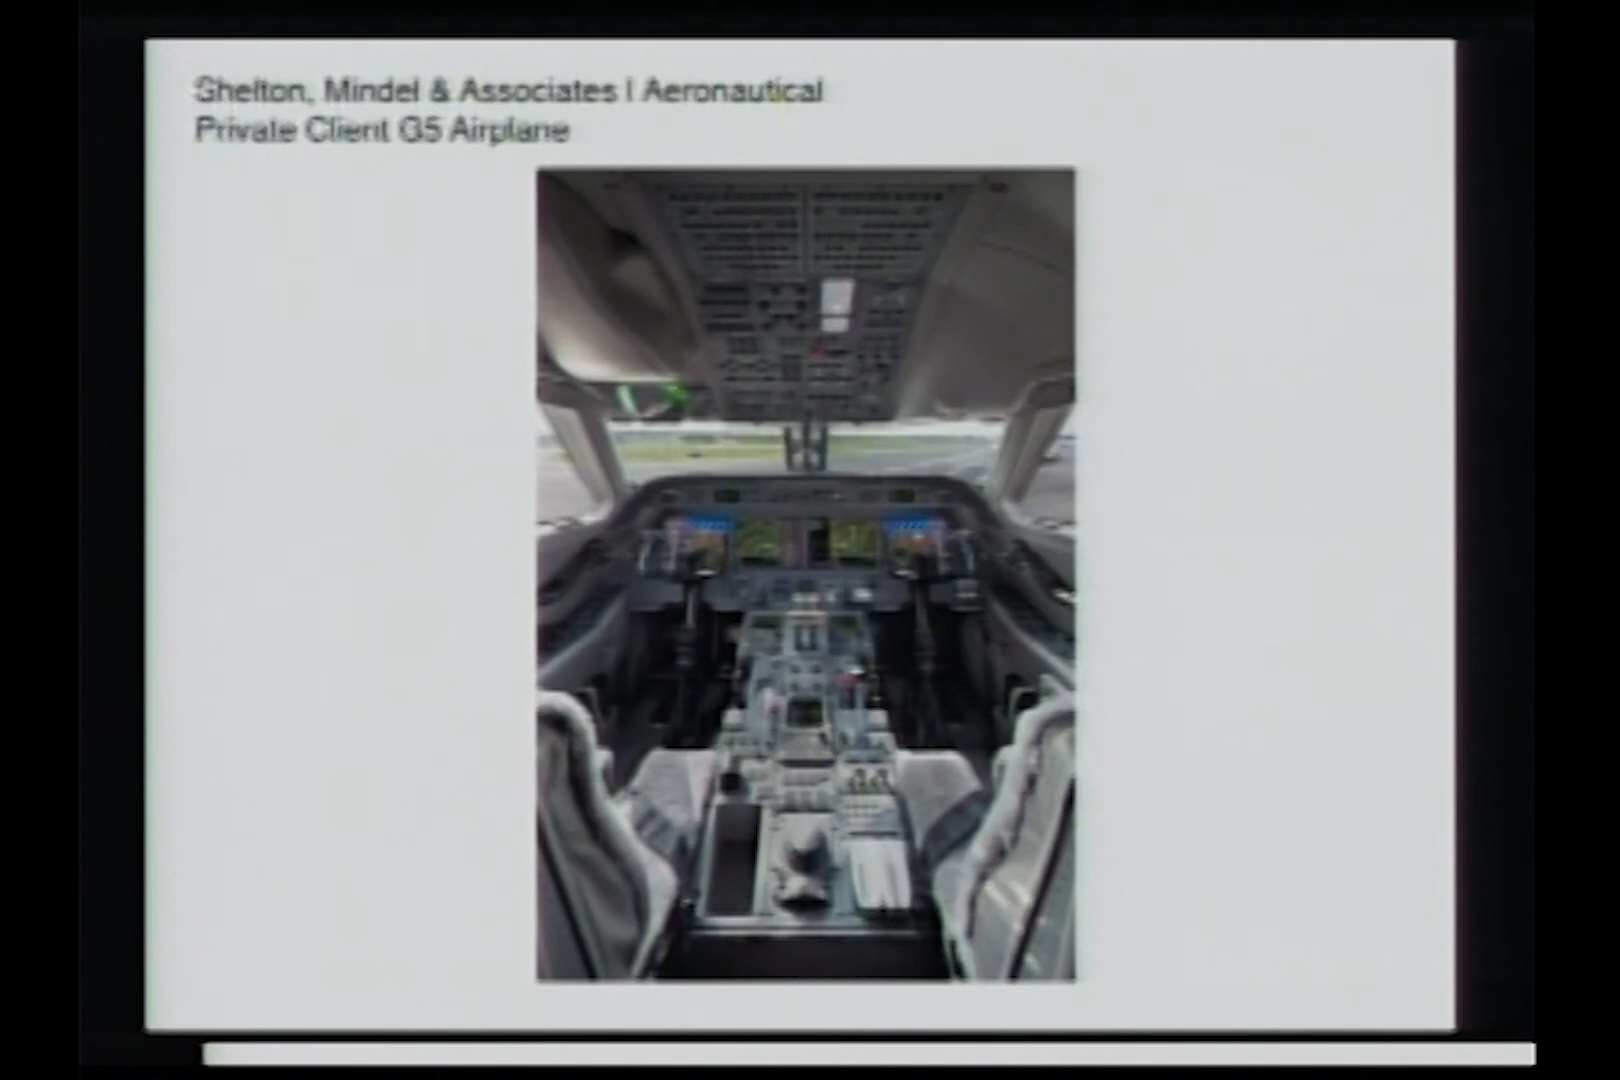 Shelton, Mindel & Associates | Aeronautical
Private Client G5 Airplane